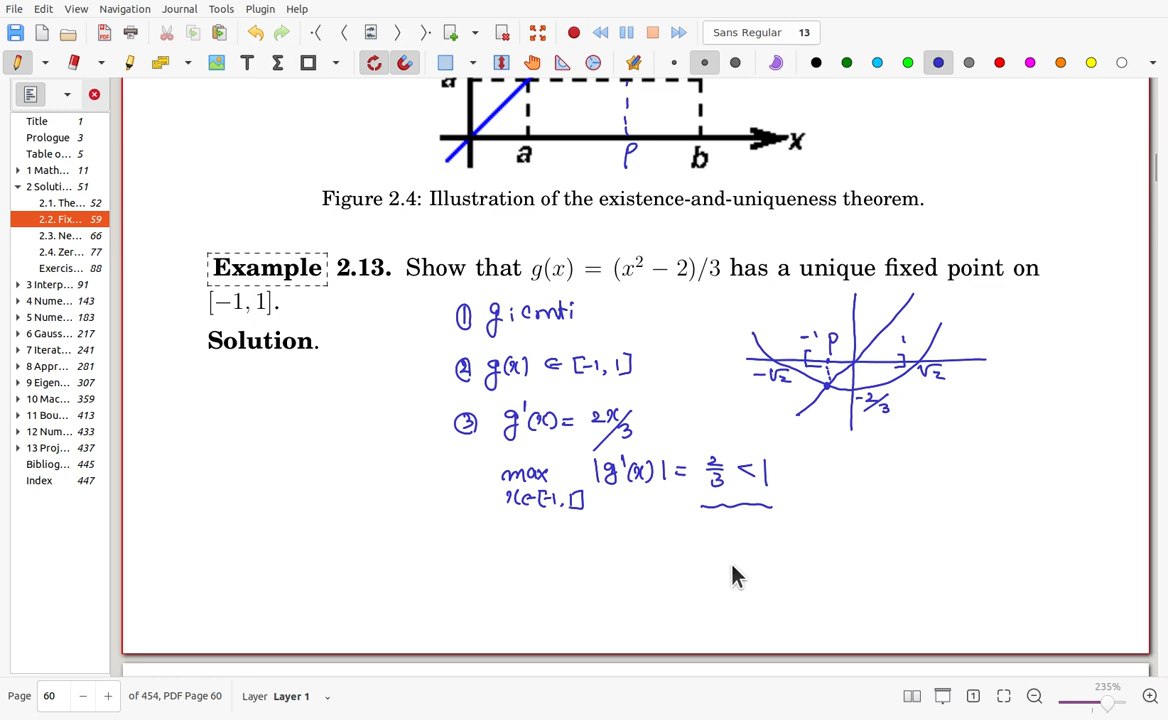 File Edit View Navigation Journal Tools Plugin Help
Sans Regular 13
Title 1
Prologue 3
Table o... 5
1 Math... 11
2 Soluti... 51
2.1. The... 52
2.2. Fix... 59
2.3. Ne... 66
2.4. Zer... 77
Exercis... 88
3 Interp... 91
4 Nume... 143
5 Nume... 183
6 Gauss... 217
7 Iterat... 241
8 Appr... 281
9 Eigen... 307
10 Mac... 359
11 Bou... 413
12 Num... 433
13 Proj... 437
Bibliog... 445
Index 447
a
a p b x
Figure 2.4: Illustration of the existence-and-uniqueness theorem.
Example 2.13. Show that g(x) = (x² − 2)/3 has a unique fixed point on
[−1, 1].
Solution.
① g : conti
② g(x) ∈ [-1, 1]
③ g'(x) = 2x/3
max |g'(x)| = 2/3 < 1
x∈[-1,1]
-1 p 1
-√2 √2
-2/3
Page 60 of 454, PDF Page 60 Layer Layer 1 235%